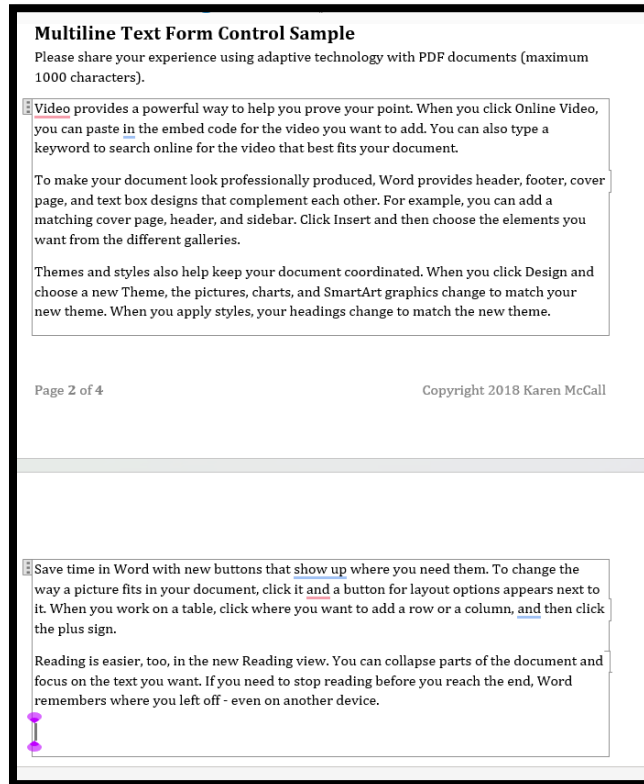 Multiline Text Form Control Sample
Please share your experience using adaptive technology with PDF documents (maximum
1000 characters).
Video provides a powerful way to help you prove your point. When you click Online Video,
you can paste in the embed code for the video you want to add. You can also type a
keyword to search online for the video that best fits your document.
To make your document look professionally produced, Word provides header, footer, cover
page, and text box designs that complement each other. For example, you can add a
matching cover page, header, and sidebar. Click Insert and then choose the elements you
want from the different galleries.
Themes and styles also help keep your document coordinated. When you click Design and
choose a new Theme, the pictures, charts, and SmartArt graphics change to match your
new theme. When you apply styles, your headings change to match the new theme.
Page 2 of 4 Copyright 2018 Karen McCall
Save time in Word with new buttons that show up where you need them. To change the
way a picture fits in your document, click it and a button for layout options appears next to
it. When you work on a table, click where you want to add a row or a column, and then click
the plus sign.
Reading is easier, too, in the new Reading view. You can collapse parts of the document and
focus on the text you want. If you need to stop reading before you reach the end, Word
remembers where you left off - even on another device.